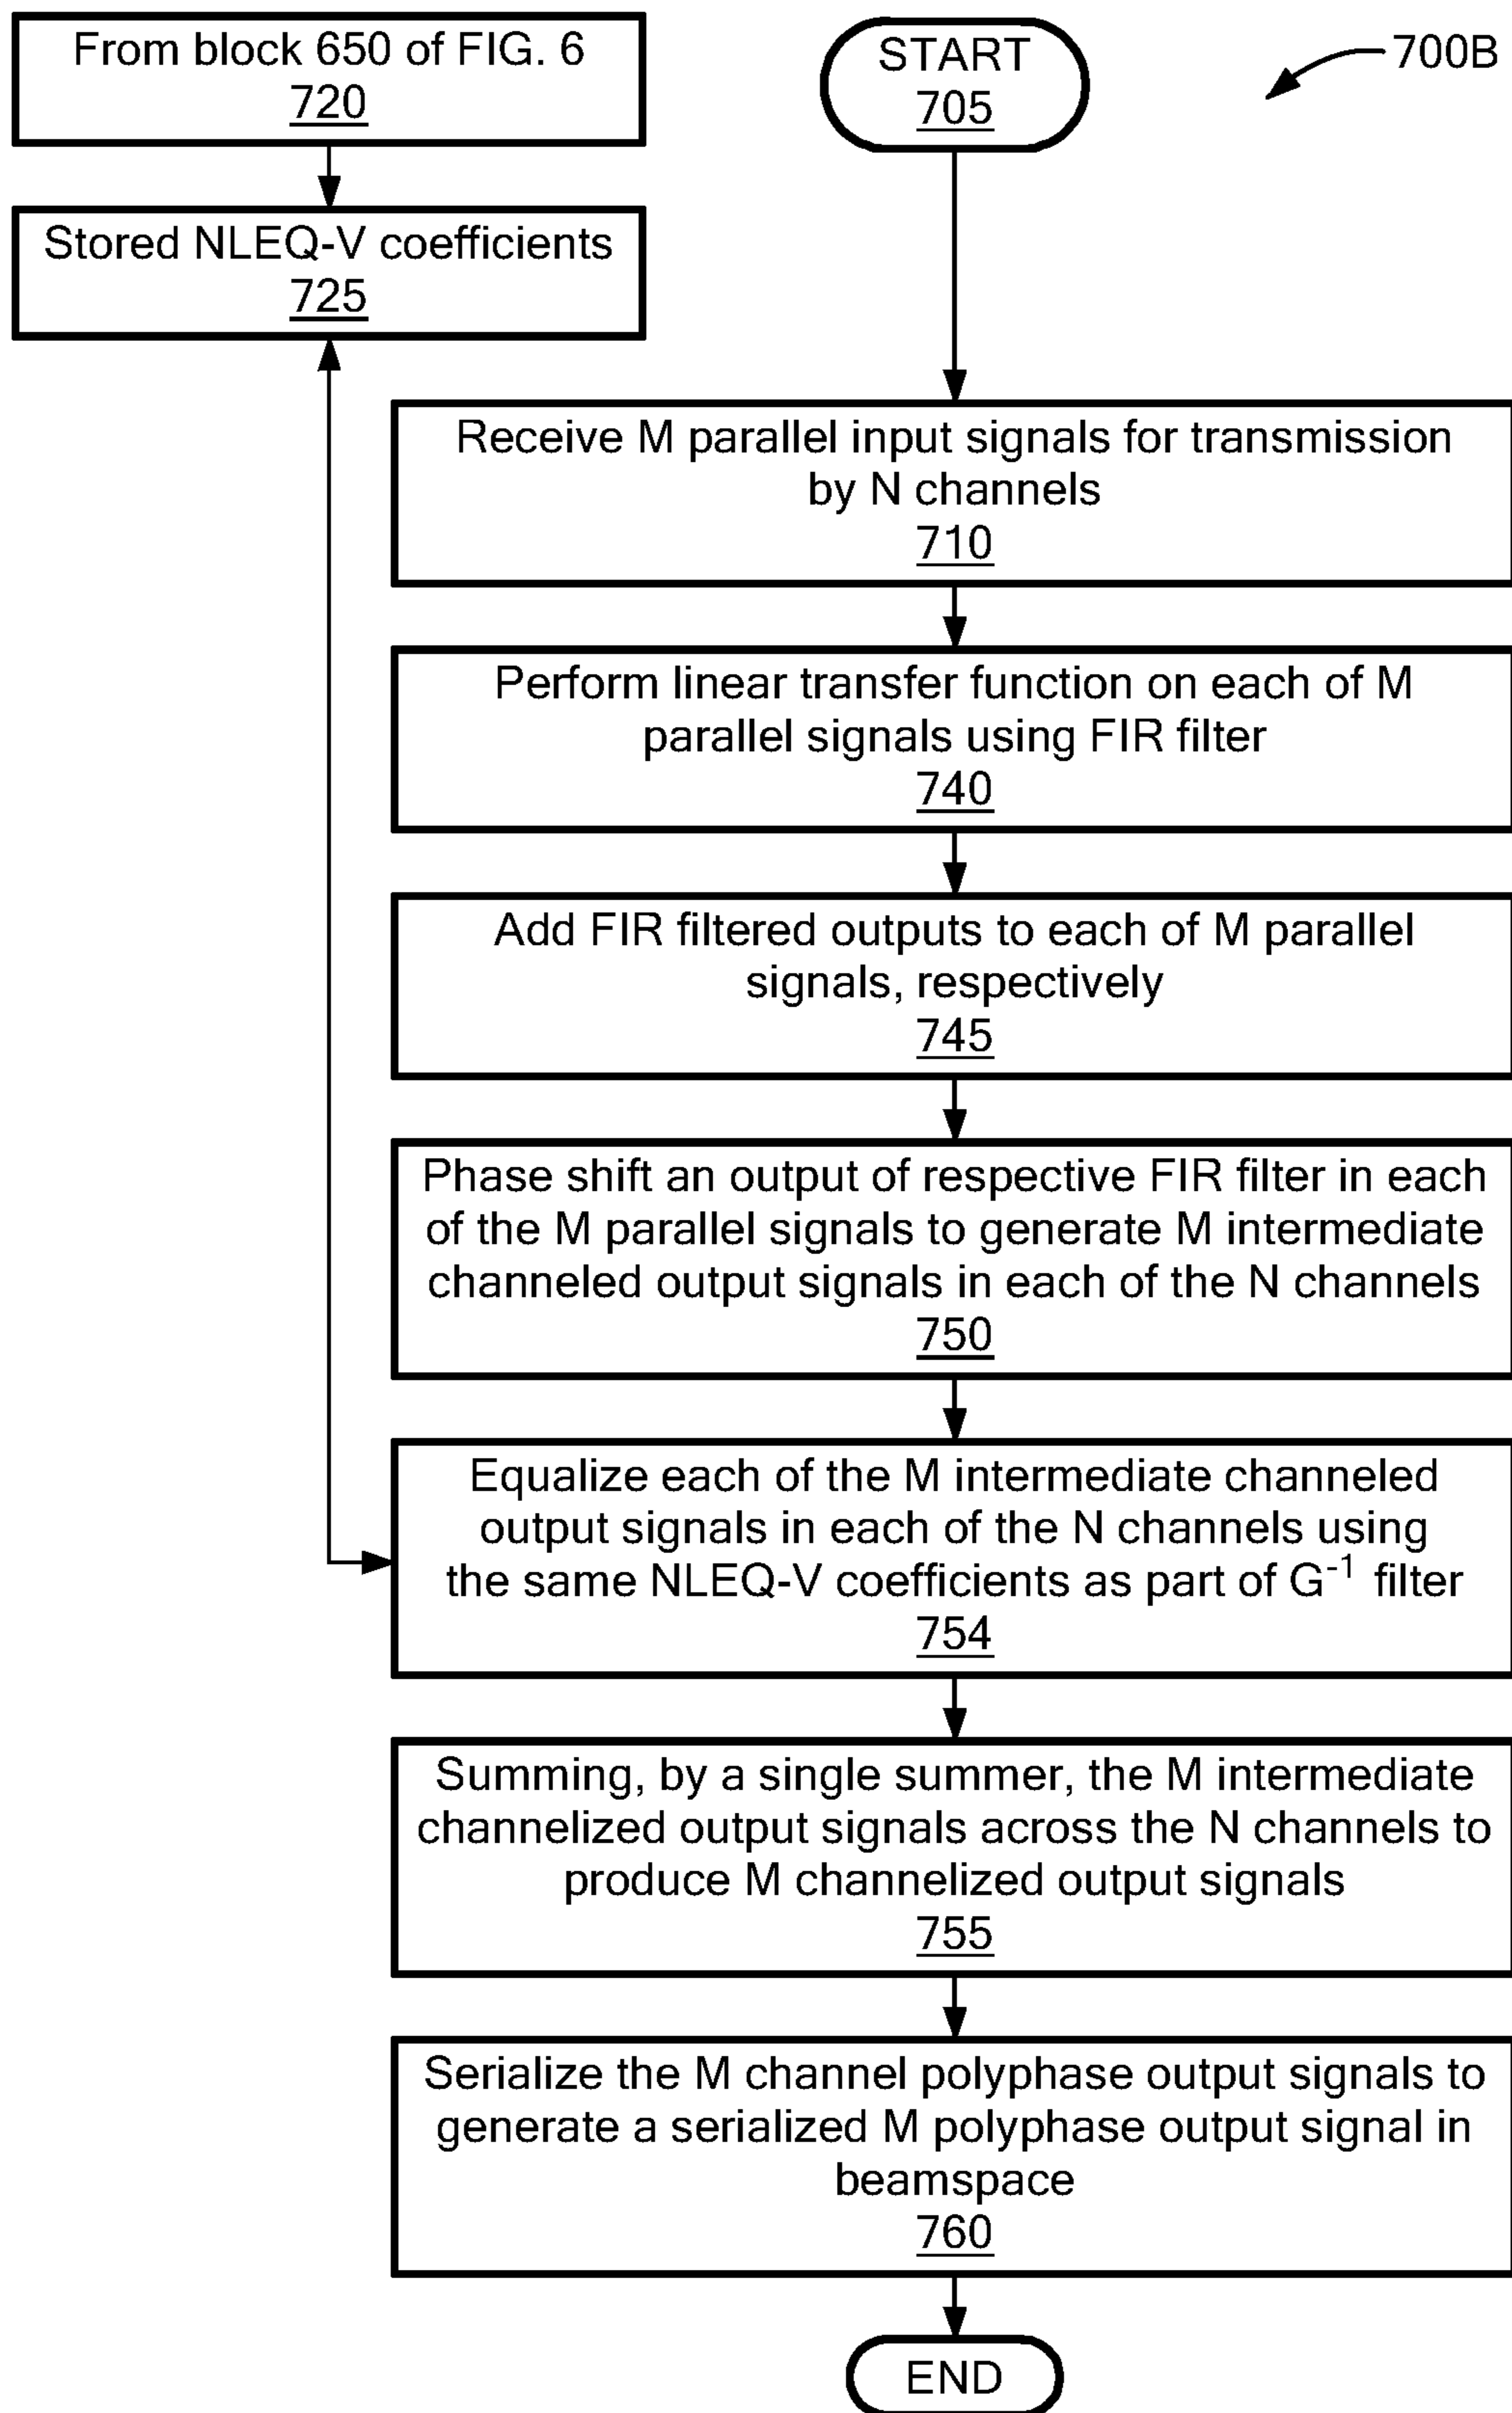 From block 650 of FIG. 6
720
START
705
700B
Stored NLEQ-V coefficients
725
Receive M parallel input signals for transmission
by N channels
710
Perform linear transfer function on each of M
parallel signals using FIR filter
740
Add FIR filtered outputs to each of M parallel
signals, respectively
745
Phase shift an output of respective FIR filter in each
of the M parallel signals to generate M intermediate
channeled output signals in each of the N channels
750
Equalize each of the M intermediate channeled
output signals in each of the N channels using
the same NLEQ-V coefficients as part of G⁻¹ filter
754
Summing, by a single summer, the M intermediate
channelized output signals across the N channels to
produce M channelized output signals
755
Serialize the M channel polyphase output signals to
generate a serialized M polyphase output signal in
beamspace
760
END